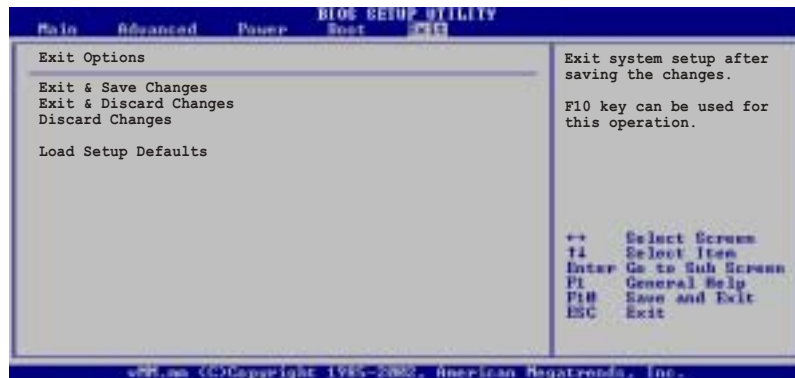 BIOS SETUP UTILITY
Main Advanced Power Boot Exit
Exit Options
Exit & Save Changes
Exit & Discard Changes
Discard Changes
Load Setup Defaults
Exit system setup after
saving the changes.
F10 key can be used for
this operation.
↔ Select Screen
↑↓ Select Item
Enter Go to Sub Screen
F1 General Help
F10 Save and Exit
ESC Exit
(C)Copyright 1985-2002, American Megatrends, Inc.